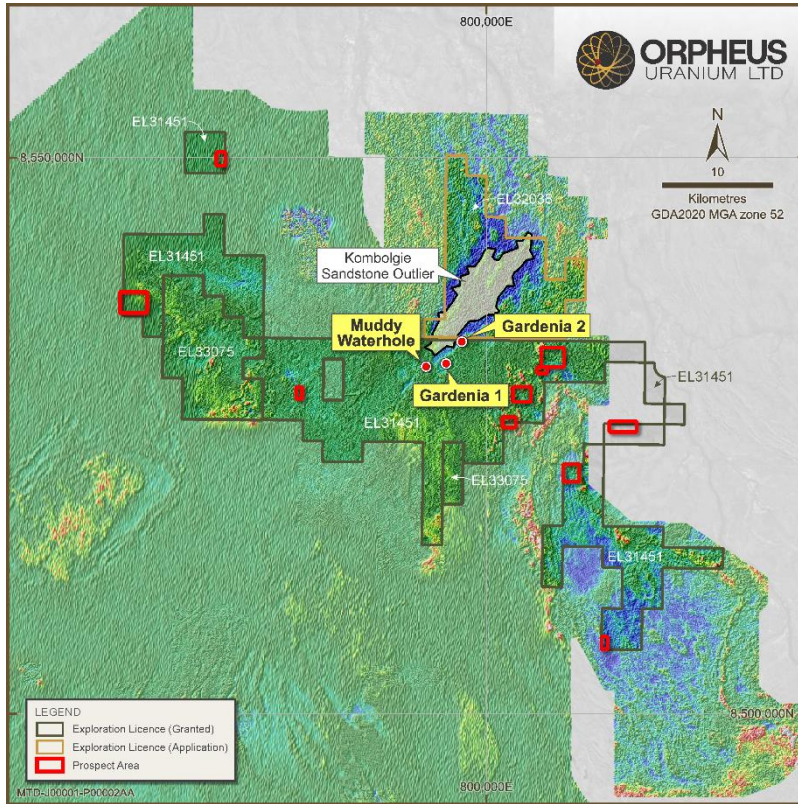 800,000E
ORPHEUS
URANIUM LTD
EL31451
N
8,550,000N
10
Kilometres
GDA2020 MGA zone 52
EL32038
EL31451
Kombolgie
Sandstone Outlier
Muddy
Waterhole
Gardenia 2
EL33075
Gardenia 1
EL31451
EL31451
EL33075
EL31451
LEGEND
Exploration Licence (Granted)
Exploration Licence (Application)
Prospect Area
8,500,000N
MTD-J00001-P00002AA
800,000E